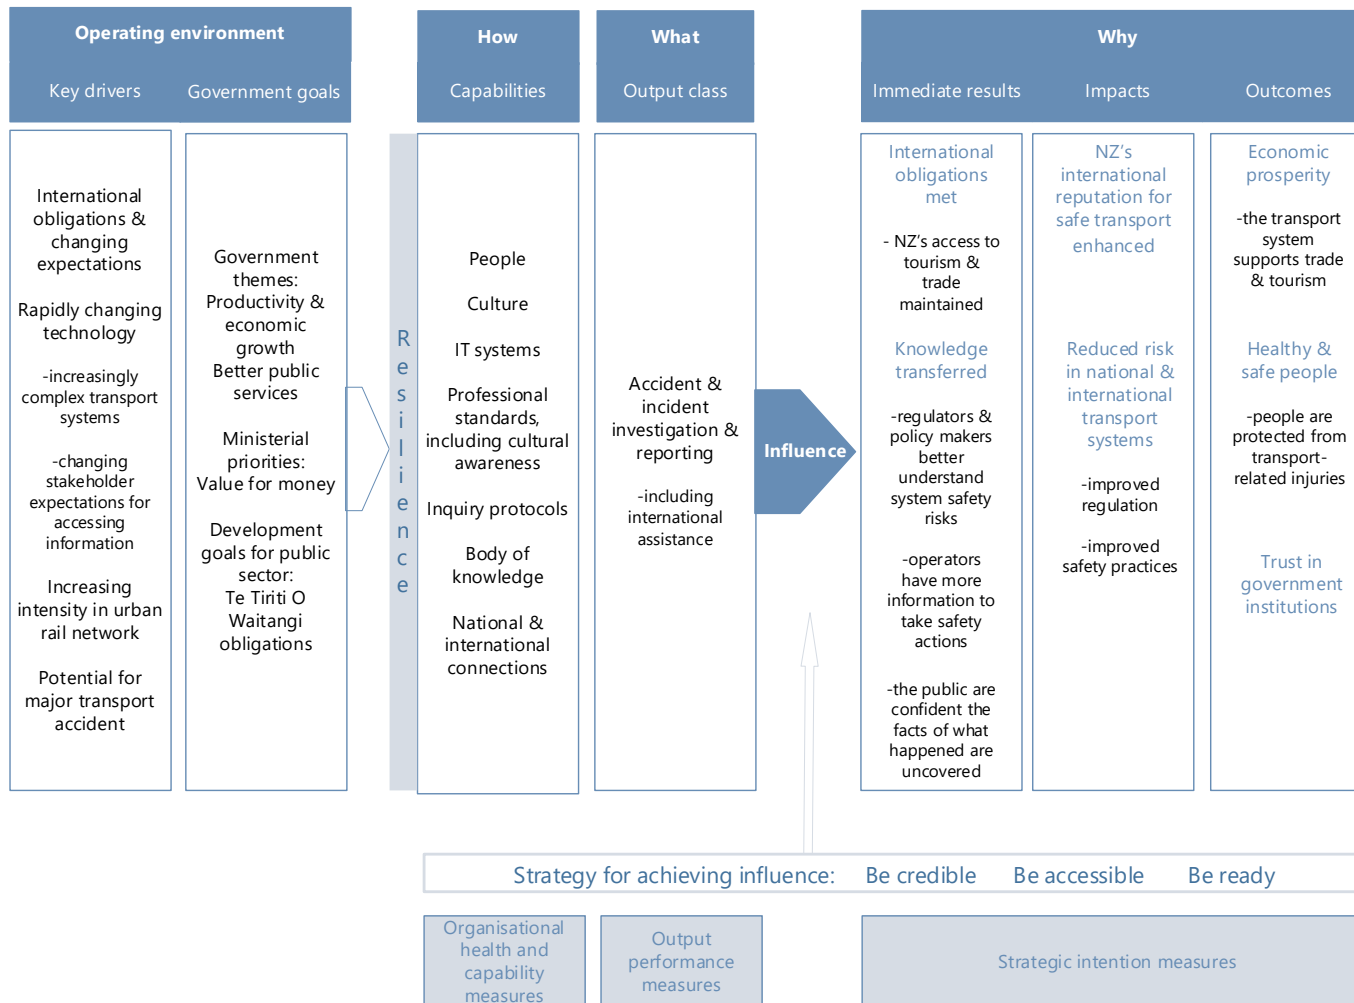 Operating environment
Key drivers
Government goals
How
Capabilities
What
Output class
Why
Immediate results
Impacts
Outcomes
International
obligations &
changing
expectations
Rapidly changing
technology
-increasingly
complex transport
systems
-changing
stakeholder
expectations for
accessing
information
Increasing
intensity in urban
rail network
Potential for
major transport
accident
Government
themes:
Productivity &
economic
growth
Better public
services
Ministerial
priorities:
Value for money
Development
goals for public
sector:
Te Tiriti O
Waitangi
obligations
Resilience
People
Culture
IT systems
Professional
standards,
including cultural
awareness
Inquiry protocols
Body of
knowledge
National &
international
connections
Accident &
incident
investigation &
reporting
-including
international
assistance
Influence
International
obligations
met
- NZ's access to
tourism &
trade
maintained
Knowledge
transferred
-regulators &
policy makers
better
understand
system safety
risks
-operators
have more
information to
take safety
actions
-the public are
confident the
facts of what
happened are
uncovered
NZ's
international
reputation for
safe transport
enhanced
Reduced risk
in national &
international
transport
systems
-improved
regulation
-improved
safety practices
Economic
prosperity
-the transport
system
supports trade
& tourism
Healthy &
safe people
-people are
protected from
transport-
related injuries
Trust in
government
institutions
Strategy for achieving influence: Be credible Be accessible Be ready
Organisational
health and
capability
measures
Output
performance
measures
Strategic intention measures